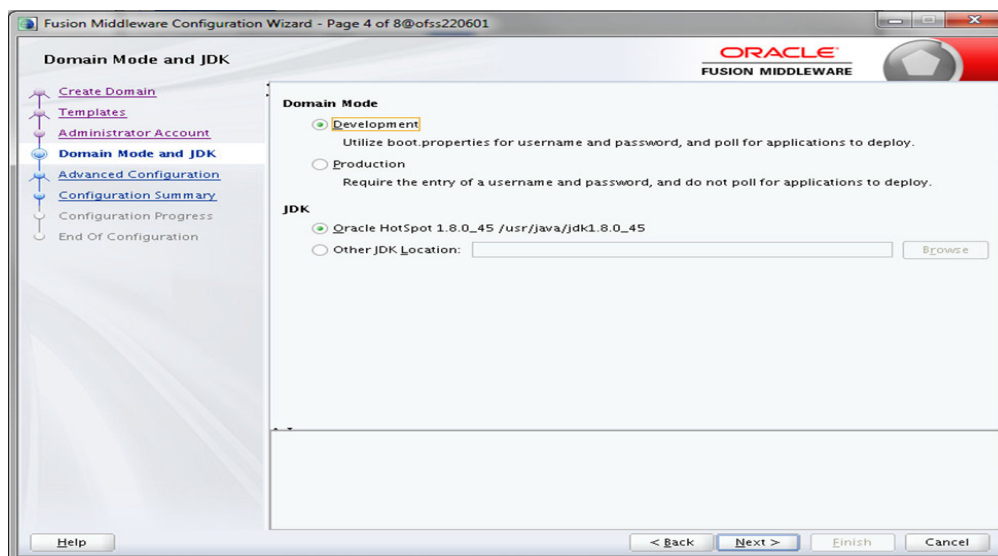 Fusion Middleware Configuration Wizard - Page 4 of 8@ofss220601
Domain Mode and JDK
ORACLE
FUSION MIDDLEWARE
Create Domain
Templates
Administrator Account
Domain Mode and JDK
Advanced Configuration
Configuration Summary
Configuration Progress
End Of Configuration
Domain Mode
Development
Utilize boot.properties for username and password, and poll for applications to deploy.
Production
Require the entry of a username and password, and do not poll for applications to deploy.
JDK
Oracle HotSpot 1.8.0_45 /usr/java/jdk1.8.0_45
Other JDK Location: Browse
Help < Back Next > Finish Cancel